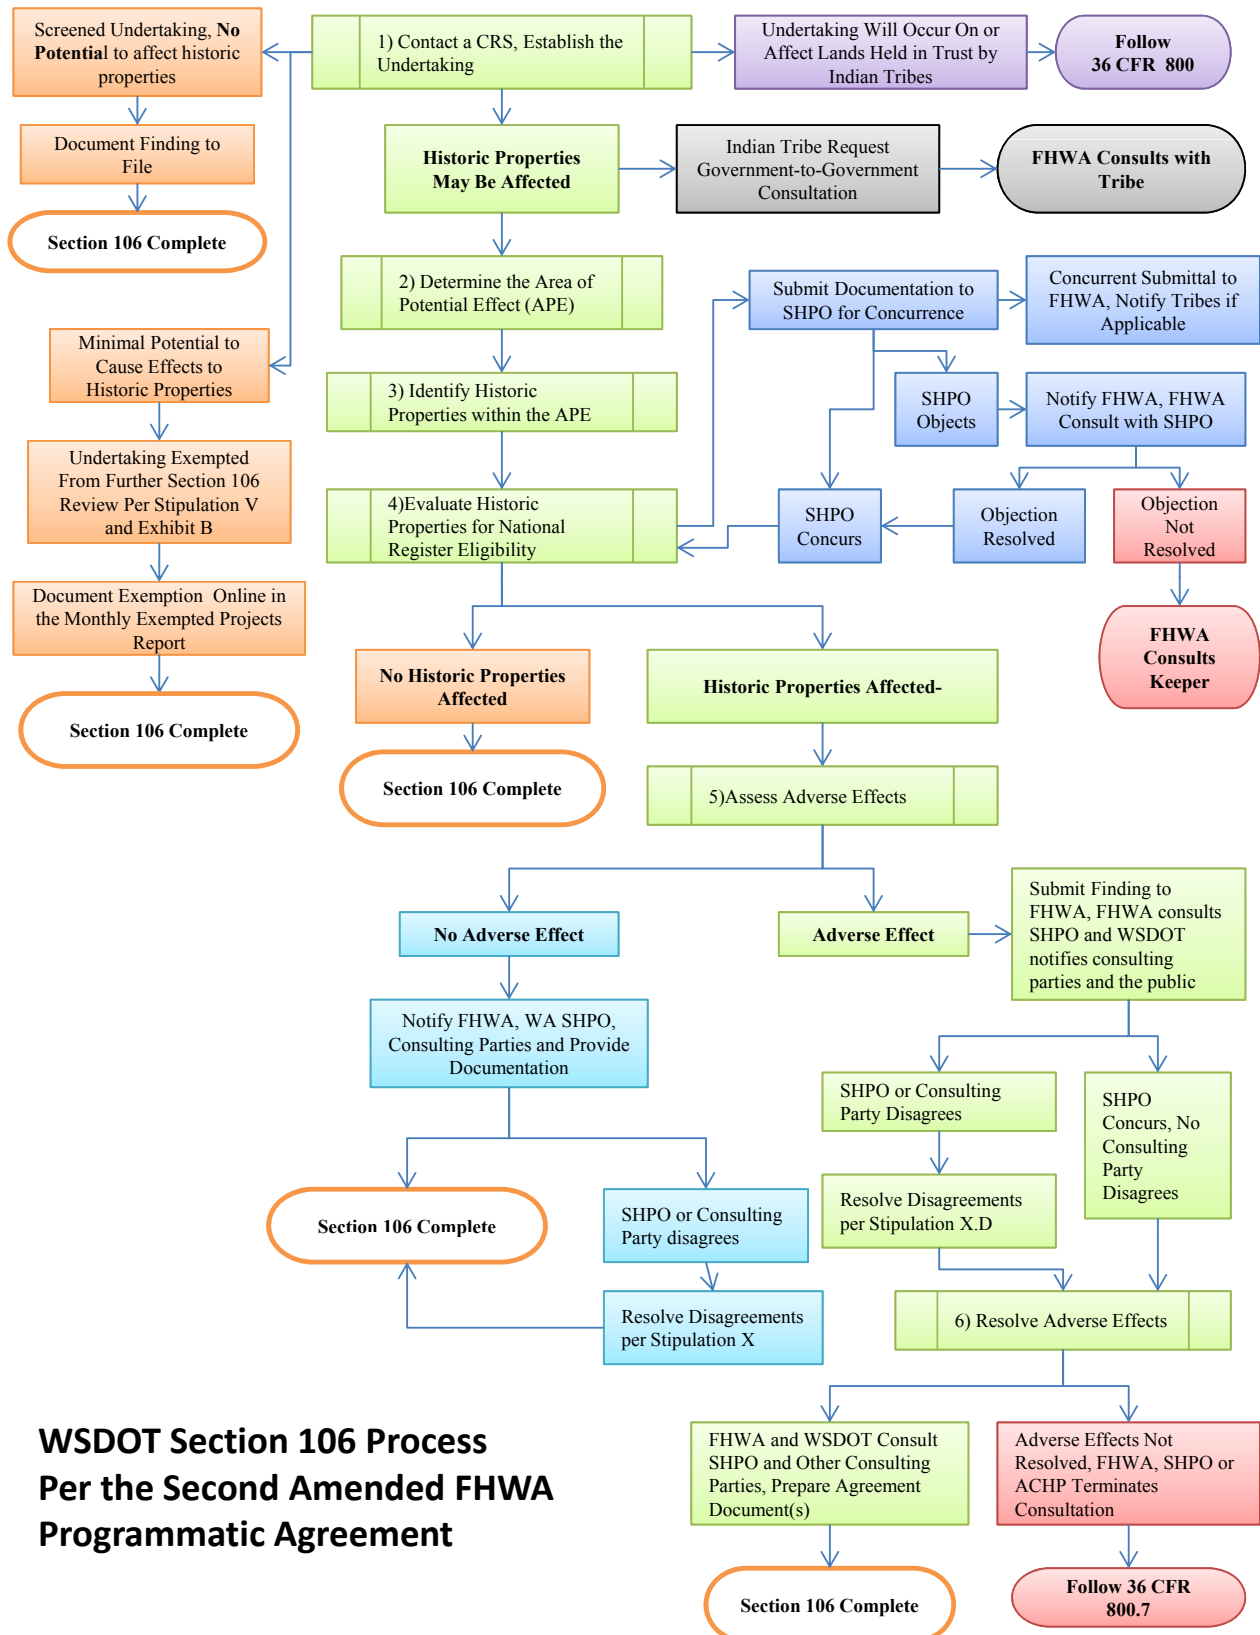 Screened Undertaking, No
Potential to affect historic
properties
1) Contact a CRS, Establish the
Undertaking
Undertaking Will Occur On or
Affect Lands Held in Trust by
Indian Tribes
Follow
36 CFR 800
Document Finding to
File
Historic Properties
May Be Affected
Indian Tribe Request
Government-to-Government
Consultation
FHWA Consults with
Tribe
Section 106 Complete
2) Determine the Area of
Potential Effect (APE)
Submit Documentation to
SHPO for Concurrence
Concurrent Submittal to
FHWA, Notify Tribes if
Applicable
Minimal Potential to
Cause Effects to
Historic Properties
3) Identify Historic
Properties within the APE
SHPO
Objects
Notify FHWA, FHWA
Consult with SHPO
Undertaking Exempted
From Further Section 106
Review Per Stipulation V
and Exhibit B
4)Evaluate Historic
Properties for National
Register Eligibility
SHPO
Concurs
Objection
Resolved
Objection
Not
Resolved
Document Exemption Online in
the Monthly Exempted Projects
Report
FHWA
Consults
Keeper
No Historic Properties
Affected
Historic Properties Affected-
Section 106 Complete
Section 106 Complete
5)Assess Adverse Effects
No Adverse Effect
Adverse Effect
Submit Finding to
FHWA, FHWA consults
SHPO and WSDOT
notifies consulting
parties and the public
Notify FHWA, WA SHPO,
Consulting Parties and Provide
Documentation
SHPO or Consulting
Party Disagrees
SHPO
Concurs, No
Consulting
Party
Disagrees
Section 106 Complete
SHPO or Consulting
Party disagrees
Resolve Disagreements
per Stipulation X.D
Resolve Disagreements
per Stipulation X
6) Resolve Adverse Effects
WSDOT Section 106 Process
Per the Second Amended FHWA
Programmatic Agreement
FHWA and WSDOT Consult
SHPO and Other Consulting
Parties, Prepare Agreement
Document(s)
Adverse Effects Not
Resolved, FHWA, SHPO or
ACHP Terminates
Consultation
Section 106 Complete
Follow 36 CFR
800.7